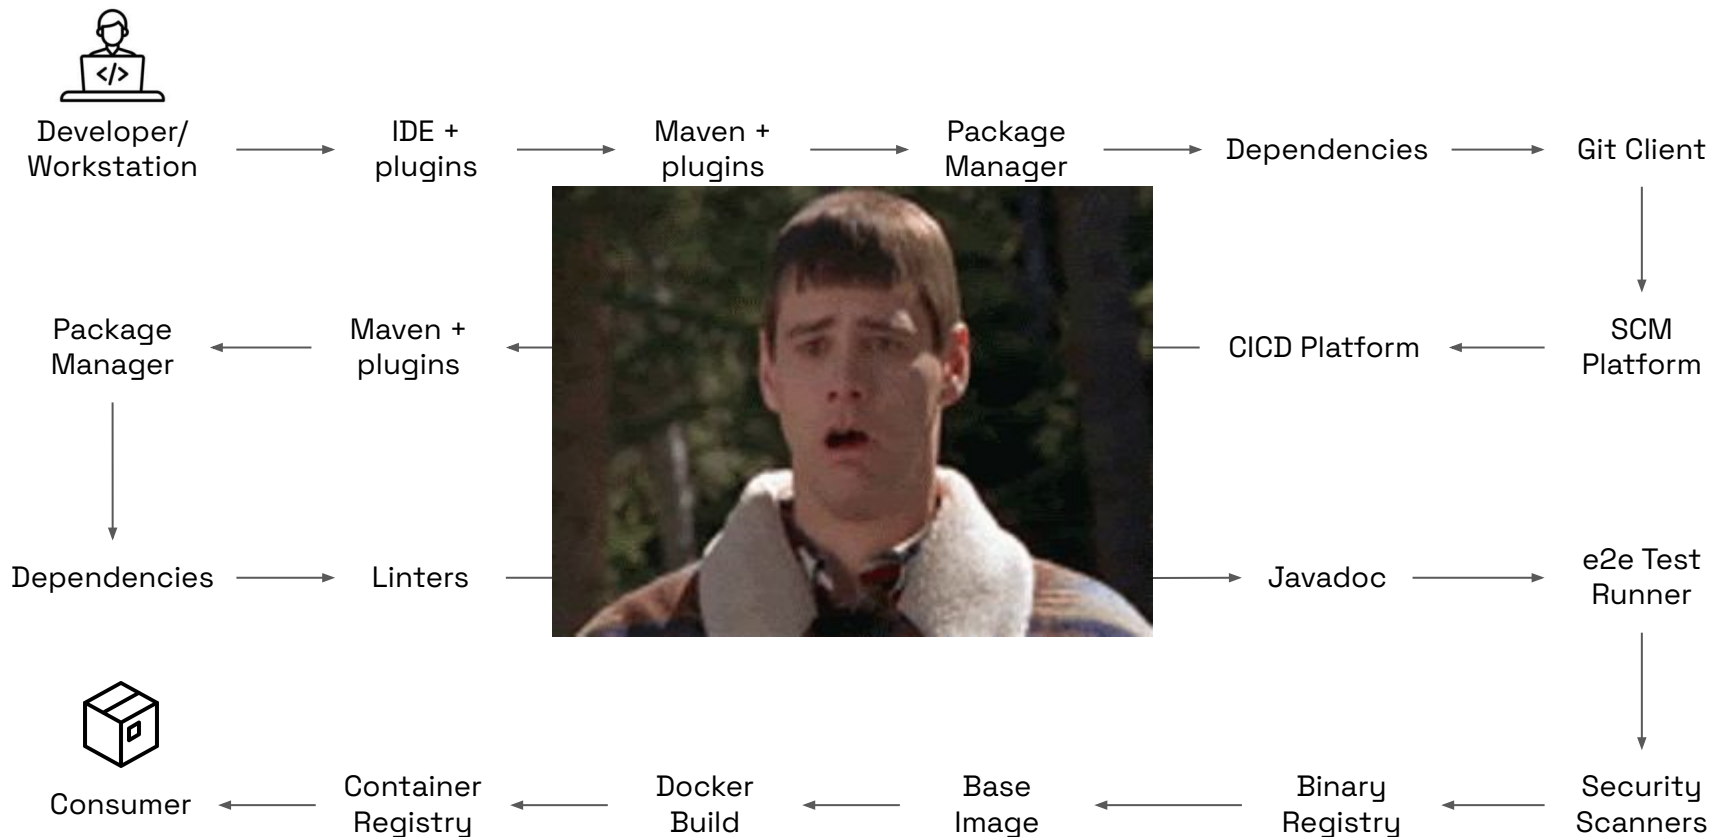 </>
Developer/
Workstation
IDE +
plugins
Maven +
plugins
Package
Manager
Dependencies
Git Client
SCM
Platform
CICD Platform
Maven +
plugins
Package
Manager
Dependencies
Linters
Javadoc
e2e Test
Runner
Security
Scanners
Binary
Registry
Base
Image
Docker
Build
Container
Registry
Consumer